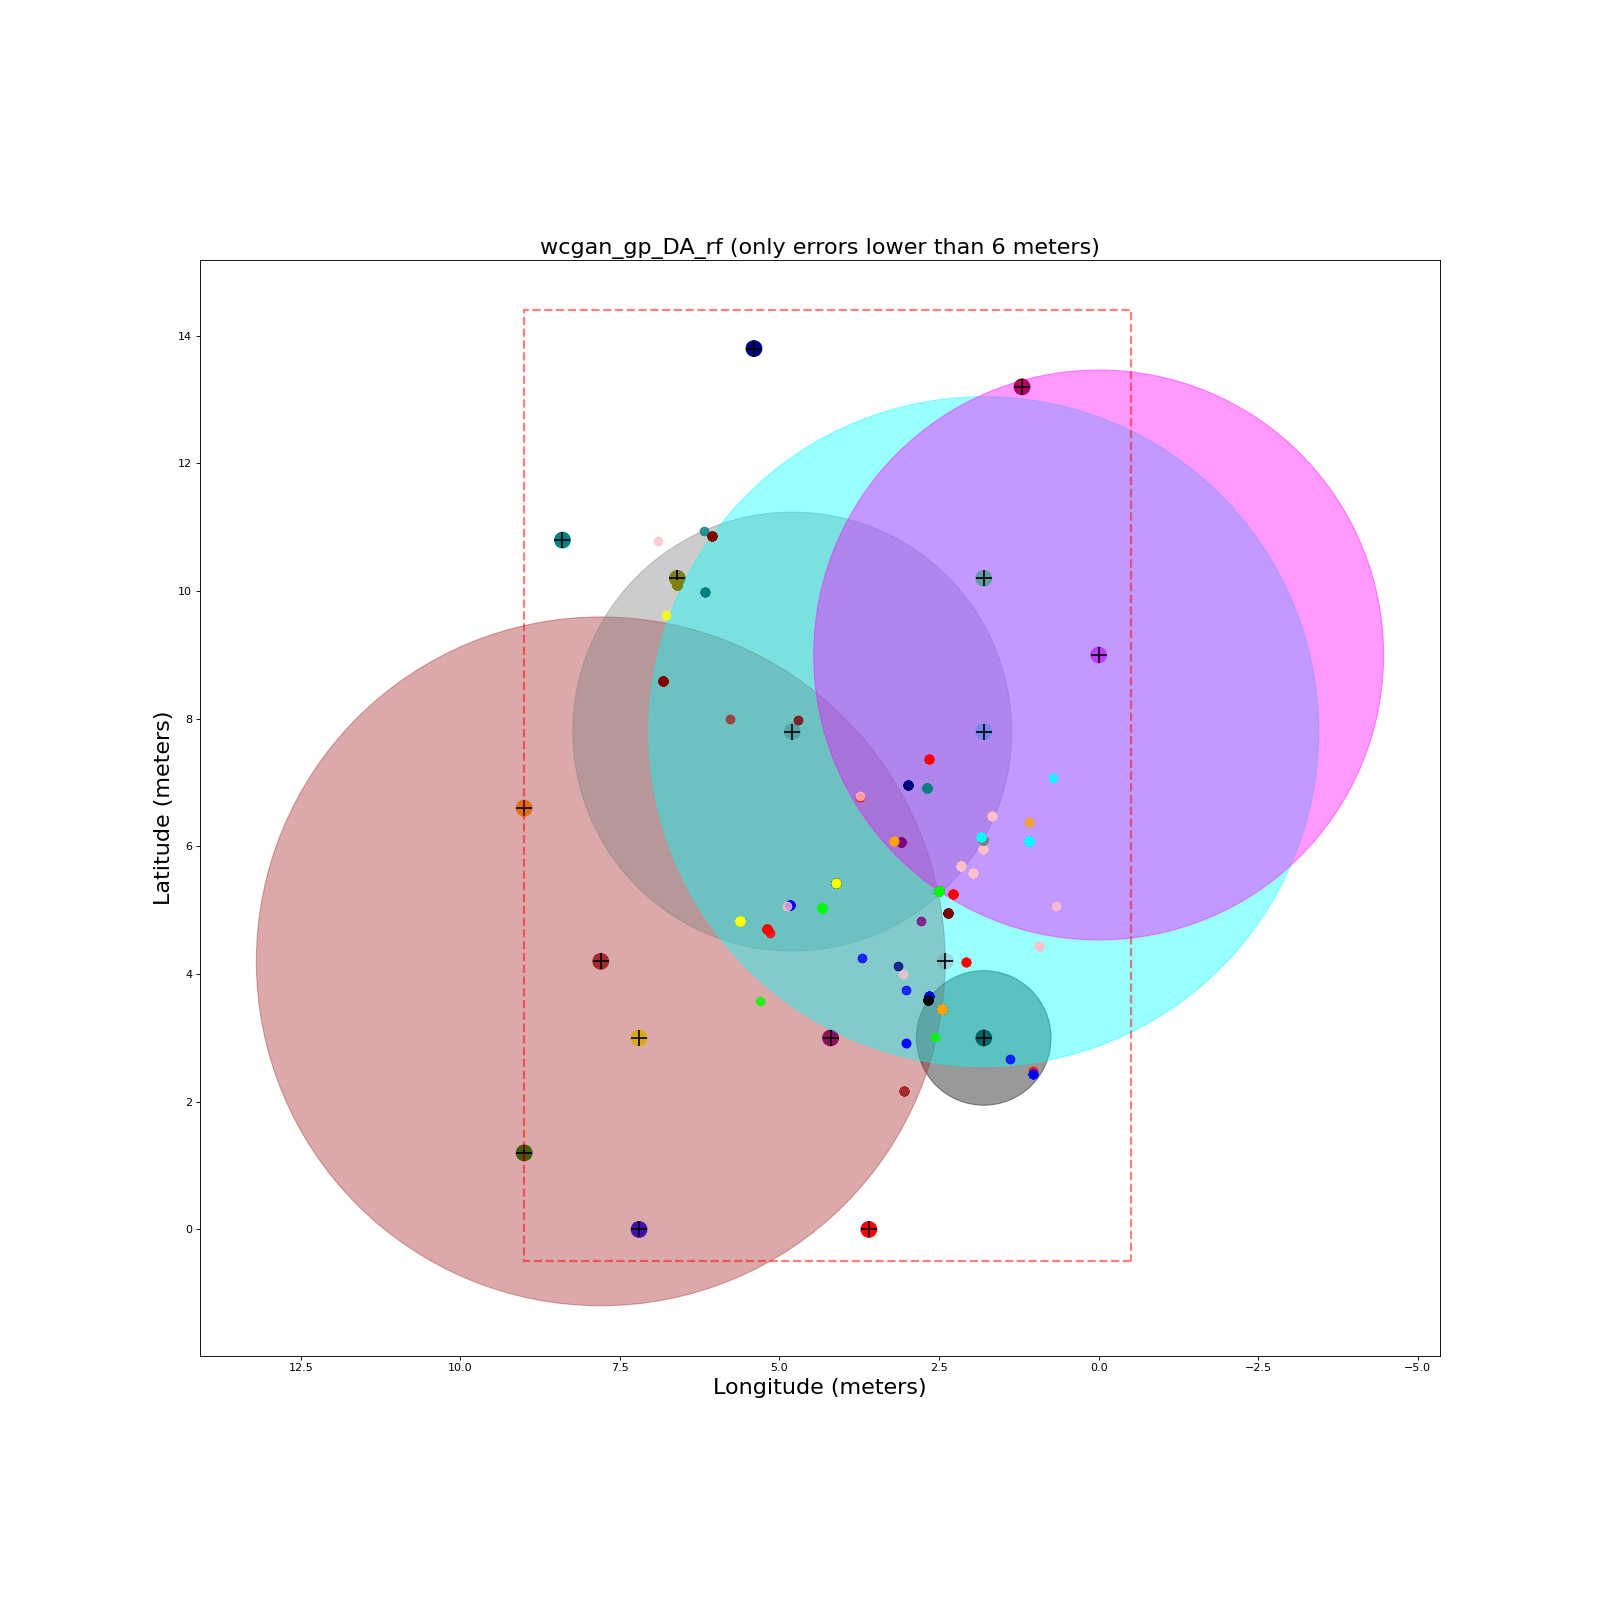 wcgan_gp_DA_rf (only errors lower than 6 meters)
14
12
10
8
6
4
2
0
Latitude (meters)
12.5 10.0 7.5 5.0 2.5 0.0 −2.5 −5.0
Longitude (meters)